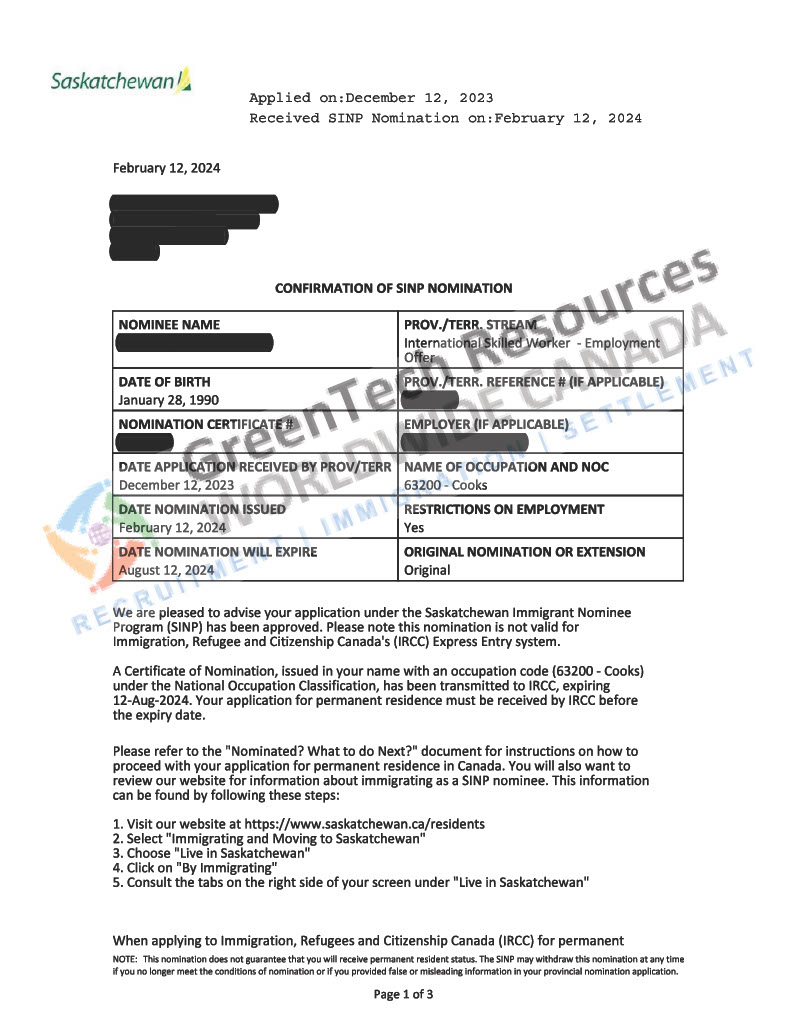 Saskatchewan
Applied on:December 12, 2023
Received SINP Nomination on:February 12, 2024
February 12, 2024
CONFIRMATION OF SINP NOMINATION
NOMINEE NAME
PROV./TERR. STREAM
International Skilled Worker - Employment
Offer
DATE OF BIRTH
January 28, 1990
PROV./TERR. REFERENCE # (IF APPLICABLE)
NOMINATION CERTIFICATE #
EMPLOYER (IF APPLICABLE)
DATE APPLICATION RECEIVED BY PROV/TERR
December 12, 2023
NAME OF OCCUPATION AND NOC
63200 - Cooks
DATE NOMINATION ISSUED
February 12, 2024
RESTRICTIONS ON EMPLOYMENT
Yes
DATE NOMINATION WILL EXPIRE
August 12, 2024
ORIGINAL NOMINATION OR EXTENSION
Original
GreenTech Resources
WORLDWIDE CANADA
RECRUITMENT | IMMIGRATION | SETTLEMENT
We are pleased to advise your application under the Saskatchewan Immigrant Nominee
Program (SINP) has been approved. Please note this nomination is not valid for
Immigration, Refugee and Citizenship Canada's (IRCC) Express Entry system.
A Certificate of Nomination, issued in your name with an occupation code (63200 - Cooks)
under the National Occupation Classification, has been transmitted to IRCC, expiring
12-Aug-2024. Your application for permanent residence must be received by IRCC before
the expiry date.
Please refer to the "Nominated? What to do Next?" document for instructions on how to
proceed with your application for permanent residence in Canada. You will also want to
review our website for information about immigrating as a SINP nominee. This information
can be found by following these steps:
1. Visit our website at https://www.saskatchewan.ca/residents
2. Select "Immigrating and Moving to Saskatchewan"
3. Choose "Live in Saskatchewan"
4. Click on "By Immigrating"
5. Consult the tabs on the right side of your screen under "Live in Saskatchewan"
When applying to Immigration, Refugees and Citizenship Canada (IRCC) for permanent
NOTE: This nomination does not guarantee that you will receive permanent resident status. The SINP may withdraw this nomination at any time
if you no longer meet the conditions of nomination or if you provided false or misleading information in your provincial nomination application.
Page 1 of 3